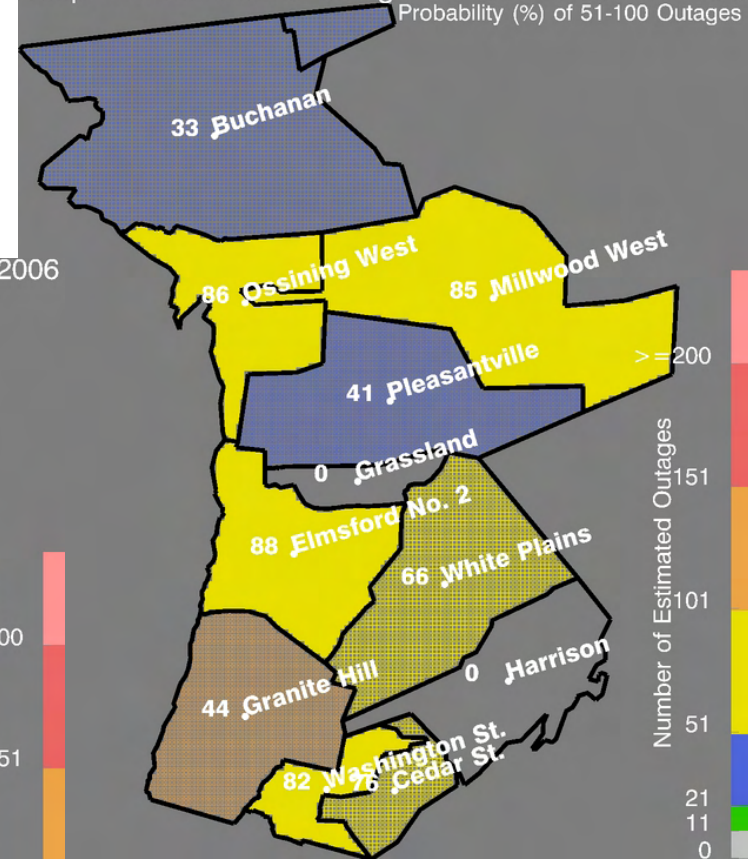 Probability (%) of 51-100 Outages
33 Buchanan
2006
86 Ossining West
85 Millwood West
>=200
41 Pleasantville
0 Grassland
151
88 Elmsford No. 2
66 White Plains
101
Number of Estimated Outages
00
0 Harrison
44 Granite Hill
51
51
82 Washington St.
76 Cedar St.
21
11
0